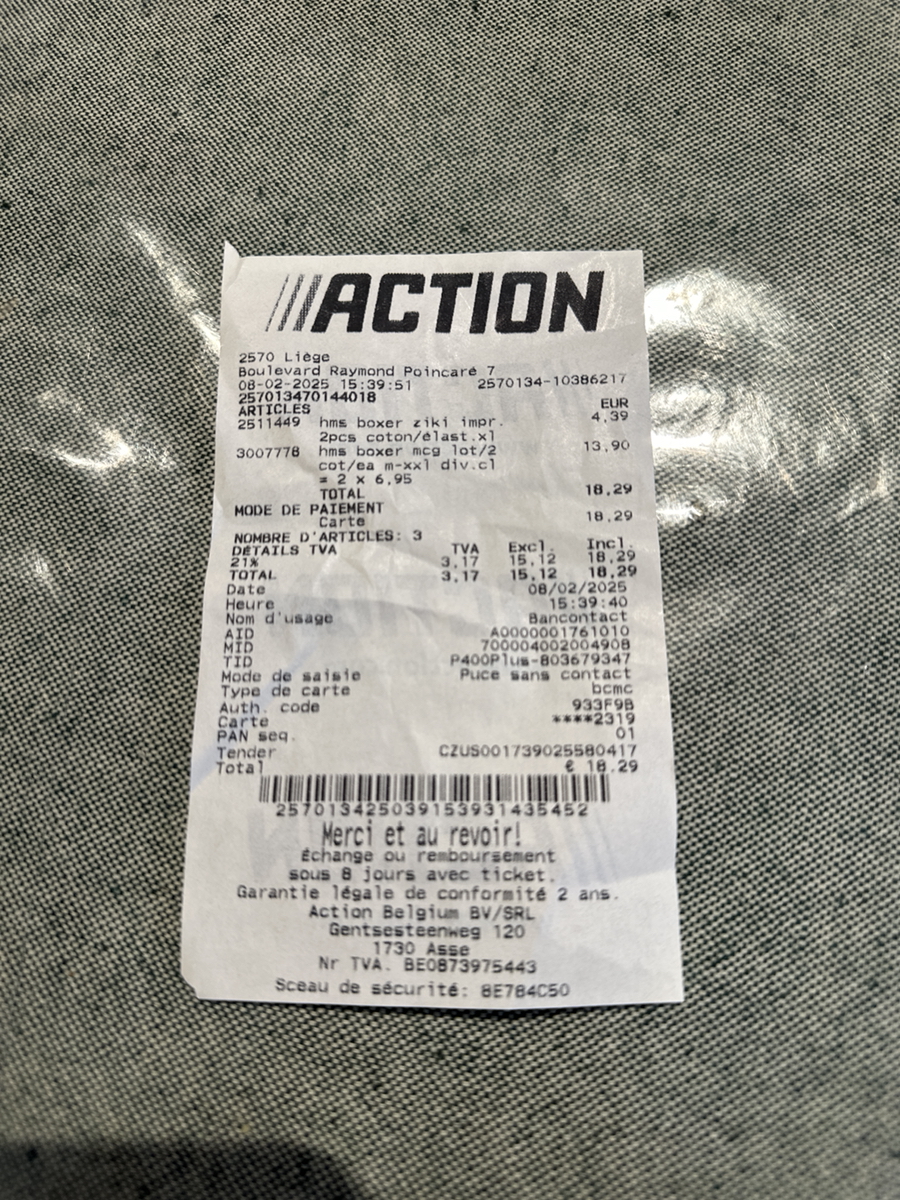 ACTION
2570 Liège
Boulevard Raymond Poincaré 7
08-02-2025 15:39:51 2570134-10386217
257013470144018
ARTICLES EUR
2511449 hms boxer ziki impr. 4,39
2pcs coton/élast.xl
3007778 hms boxer mcg lot/2 13,90
cot/ea m-xxl div.cl
= 2 x 6,95
TOTAL 18,29
MODE DE PAIEMENT
Carte 18,29
NOMBRE D'ARTICLES: 3
DÉTAILS TVA TVA Excl. Incl.
21% 3,17 15,12 18,29
TOTAL 3,17 15,12 18,29
Date 08/02/2025
Heure 15:39:40
Nom d'usage Bancontact
AID A0000001761010
MID 700004002004908
TID P400Plus-803679347
Mode de saisie Puce sans contact
Type de carte bcmc
Auth. code 933F9B
Carte ****2319
PAN seq. 01
Tender CZUS001739025580417
Total € 18.29
257013425039153931435452
Merci et au revoir!
Échange ou remboursement
sous 8 jours avec ticket.
Garantie légale de conformité 2 ans.
Action Belgium BV/SRL
Gentsesteenweg 120
1730 Asse
Nr TVA. BE0873975443
Sceau de sécurité: 8E784C50